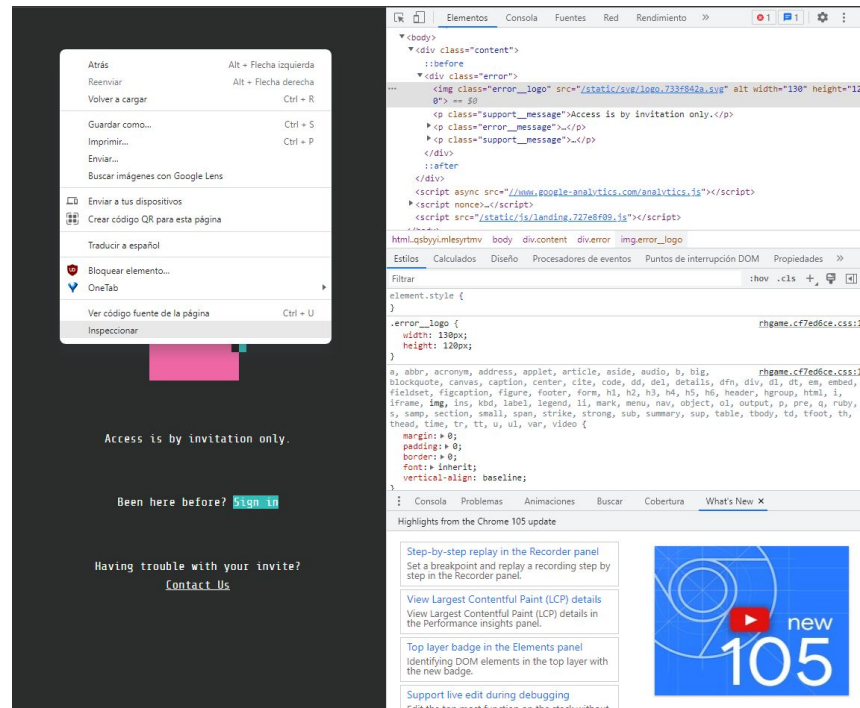 Atrás Alt + Flecha izquierda
Reenviar Alt + Flecha derecha
Volver a cargar Ctrl + R
Guardar como... Ctrl + S
Imprimir... Ctrl + P
Enviar...
Buscar imágenes con Google Lens
Enviar a tus dispositivos
Crear código QR para esta página
Traducir a español
Bloquear elemento...
OneTab
Ver código fuente de la página Ctrl + U
Inspeccionar
Access is by invitation only.
Been here before? Sign in
Having trouble with your invite?
Contact Us
Elementos Consola Fuentes Red Rendimiento » 1 1
<body>
<div class="content">
::before
<div class="error">
<img class="error__logo" src="/static/svg/logo.733f842a.svg" alt width="130" height="12
0"> == $0
<p class="support__message">Access is by invitation only.</p>
<p class="error__message">…</p>
<p class="support__message">…</p>
</div>
::after
</div>
<script async src="//www.google-analytics.com/analytics.js"></script>
<script nonce>…</script>
<script src="/static/js/landing.727e8f09.js"></script>
html.qsbyyi.mlesyrtmv body div.content div.error img.error__logo
Estilos Calculados Diseño Procesadores de eventos Puntos de interrupción DOM Propiedades »
Filtrar :hov .cls +
element.style {
}
.error__logo { rhgame.cf7ed6ce.css:1
width: 130px;
height: 120px;
}
a, abbr, acronym, address, applet, article, aside, audio, b, big, rhgame.cf7ed6ce.css:1
blockquote, canvas, caption, center, cite, code, dd, del, details, dfn, div, dl, dt, em, embed,
fieldset, figcaption, figure, footer, form, h1, h2, h3, h4, h5, h6, header, hgroup, html, i,
iframe, img, ins, kbd, label, legend, li, mark, menu, nav, object, ol, output, p, pre, q, ruby,
s, samp, section, small, span, strike, strong, sub, summary, sup, table, tbody, td, tfoot, th,
thead, time, tr, tt, u, ul, var, video {
margin: 0;
padding: 0;
border: 0;
font: inherit;
vertical-align: baseline;
}
Consola Problemas Animaciones Buscar Cobertura What's New ×
Highlights from the Chrome 105 update
Step-by-step replay in the Recorder panel
Set a breakpoint and replay a recording step by
step in the Recorder panel.
View Largest Contentful Paint (LCP) details
View Largest Contentful Paint (LCP) details in
the Performance insights panel.
Top layer badge in the Elements panel
Identifying DOM elements in the top layer with
the new badge.
Support live edit during debugging
new
105